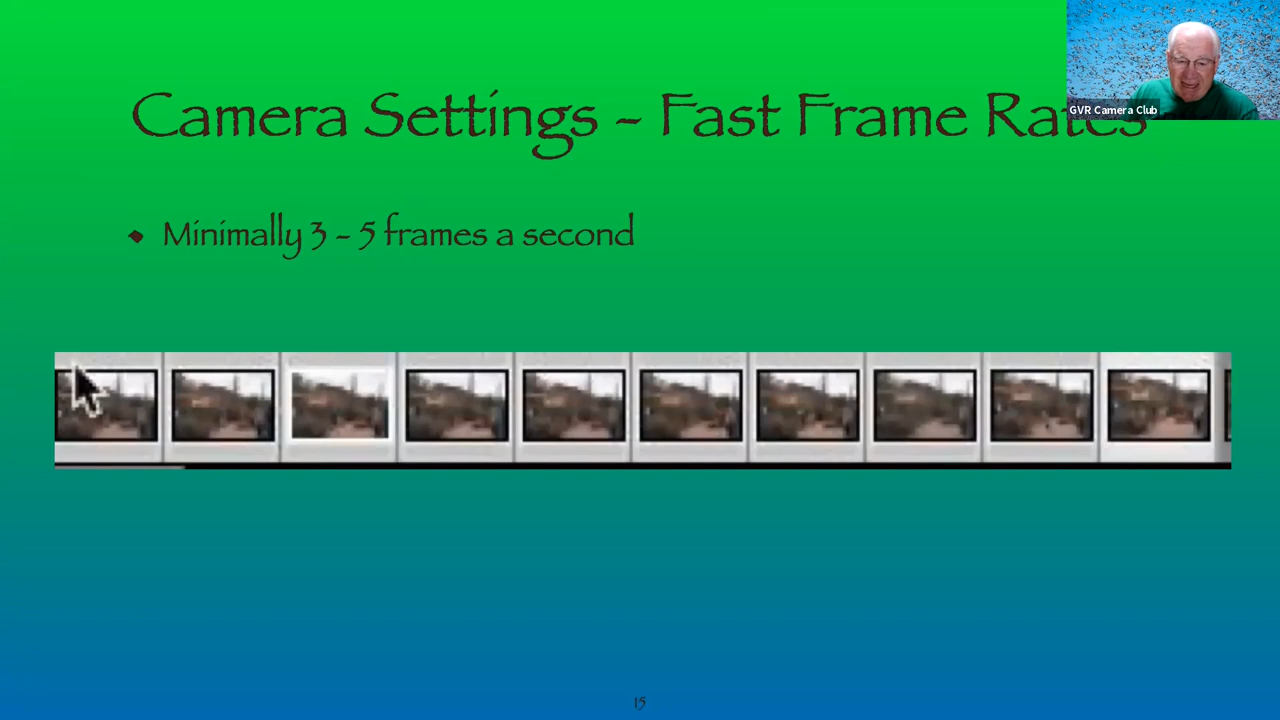 Camera Settings - Fast Frame Rates
GVR Camera Club
• Minimally 3 - 5 frames a second
15